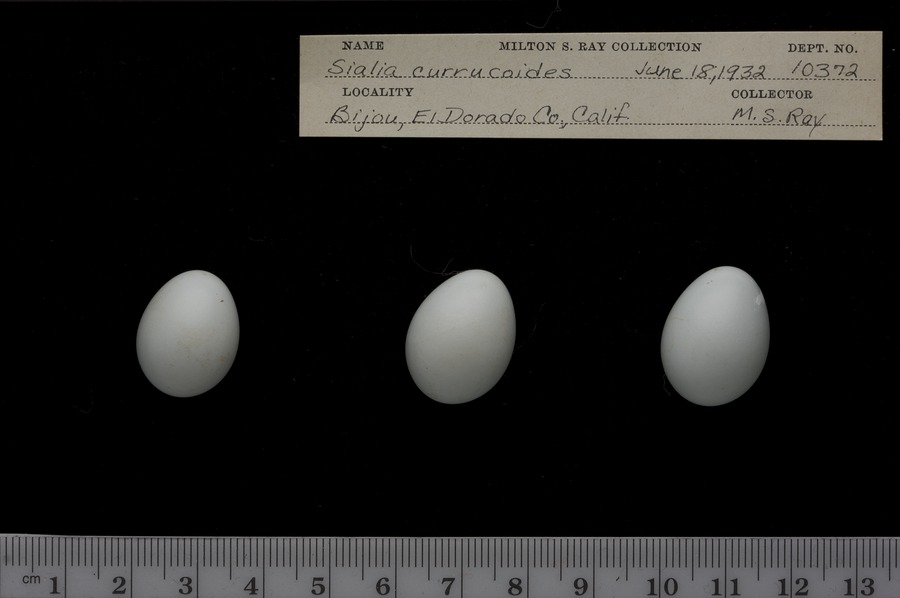 NAME MILTON S. RAY COLLECTION DEPT. NO.
Sialia currucoides June 18, 1932 10372
LOCALITY COLLECTOR
Bijou, El Dorado Co., Calif M. S. Ray
cm 1 2 3 4 5 6 7 8 9 10 11 12 13